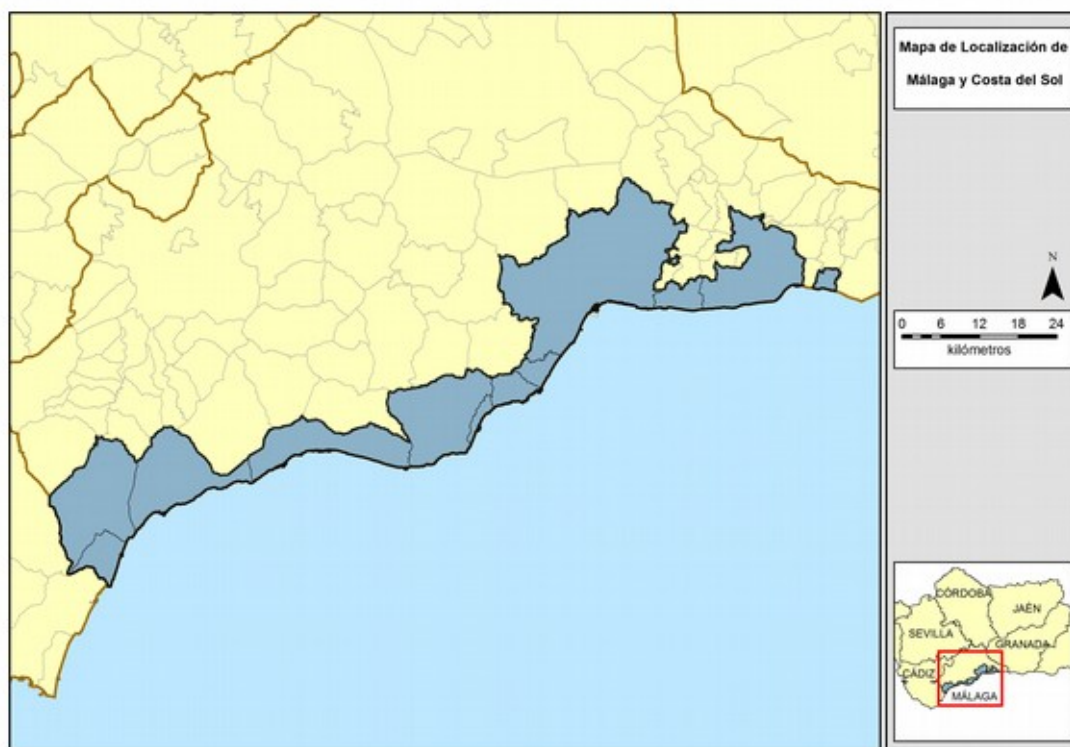 Mapa de Localización de
Málaga y Costa del Sol
N
0 6 12 18 24
kilómetros
CÓRDOBA
JAÉN
SEVILLA
GRANADA
CÁDIZ
MÁLAGA